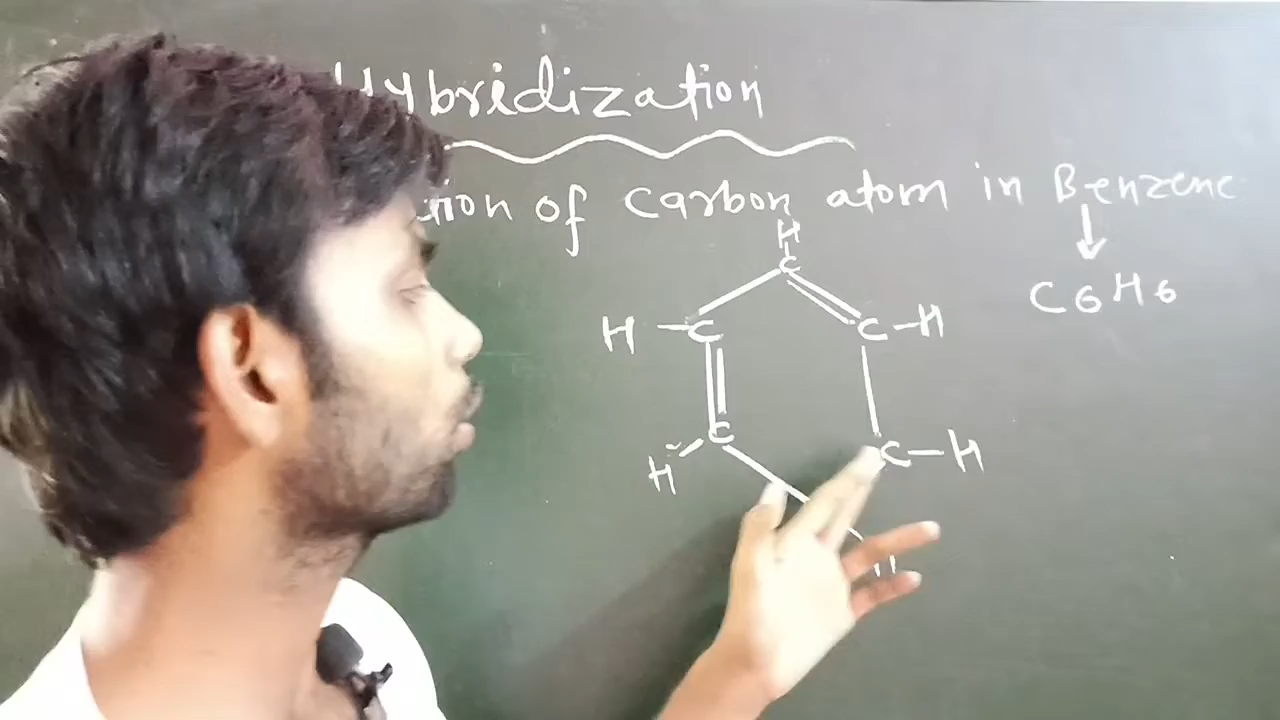 Hybridization
of carbon atom in Benzene
C6H6
H
C
H-C C-H
C C-H
H
H